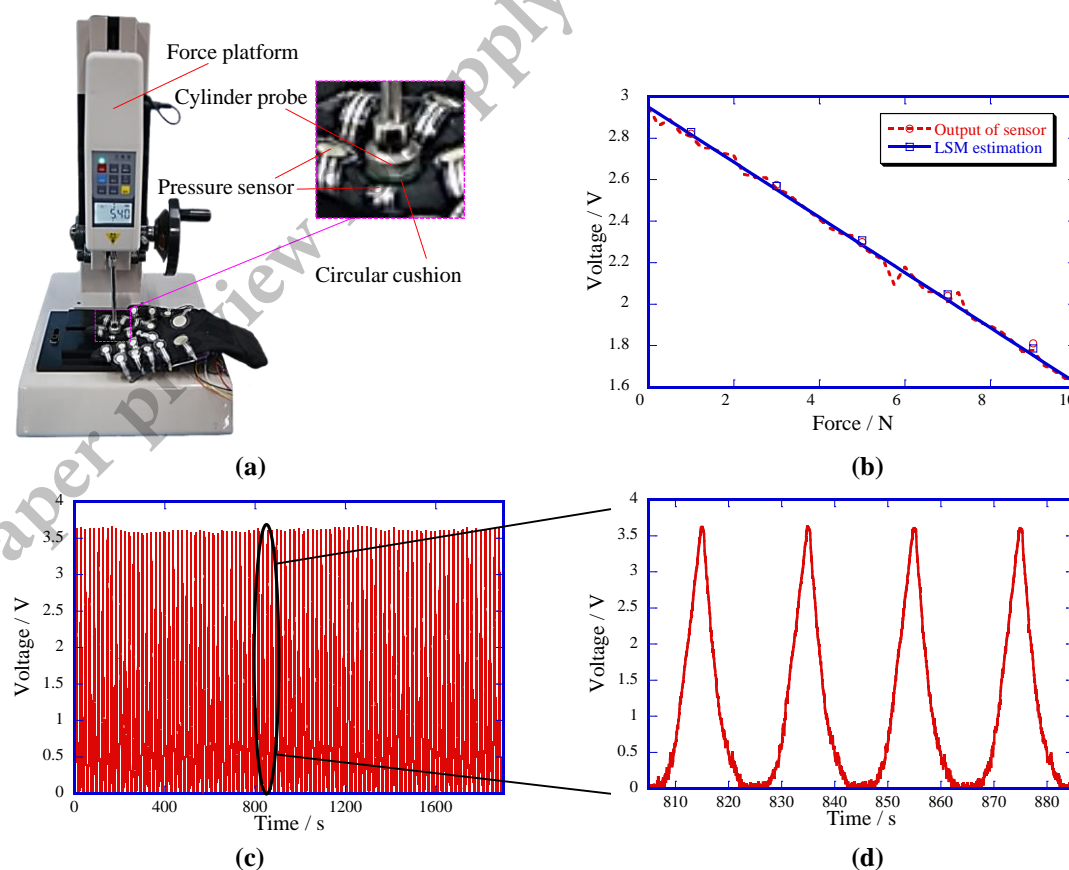 Force platform
Cylinder probe
Pressure sensor
Circular cushion
540
(a)
3
2.8
2.6
2.4
2.2
2
1.8
1.6
0
2
4
6
8
10
Voltage / V
Force / N
Output of sensor
LSM estimation
(b)
4
3.5
3
2.5
2
1.5
1
0.5
0
0
400
800
1200
1600
Voltage / V
Time / s
(c)
4
3.5
3
2.5
2
1.5
1
0.5
0
810
820
830
840
850
860
870
880
Voltage / V
Time / s
(d)